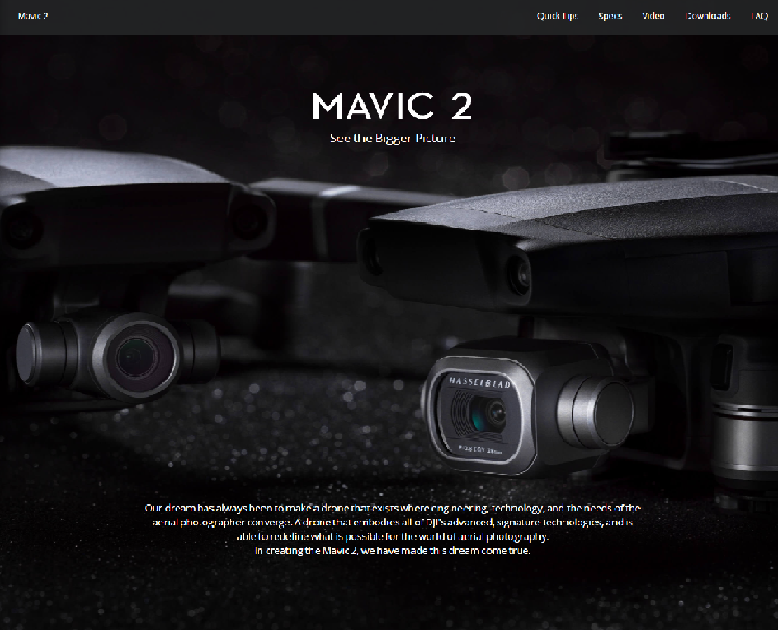 Mavic 2
Quick Trips Specs Video Downloads FAQ
MAVIC 2
See the Bigger Picture
HASSELBLAD
Our dream has always been to make a drone that exists where engineering, technology, and the needs of the
aerial photographer converge. A drone that embodies all of DJI's advanced, signature technologies, and is
able to redefine what is possible for the world of aerial photography.
In creating the Mavic 2, we have made this dream come true.